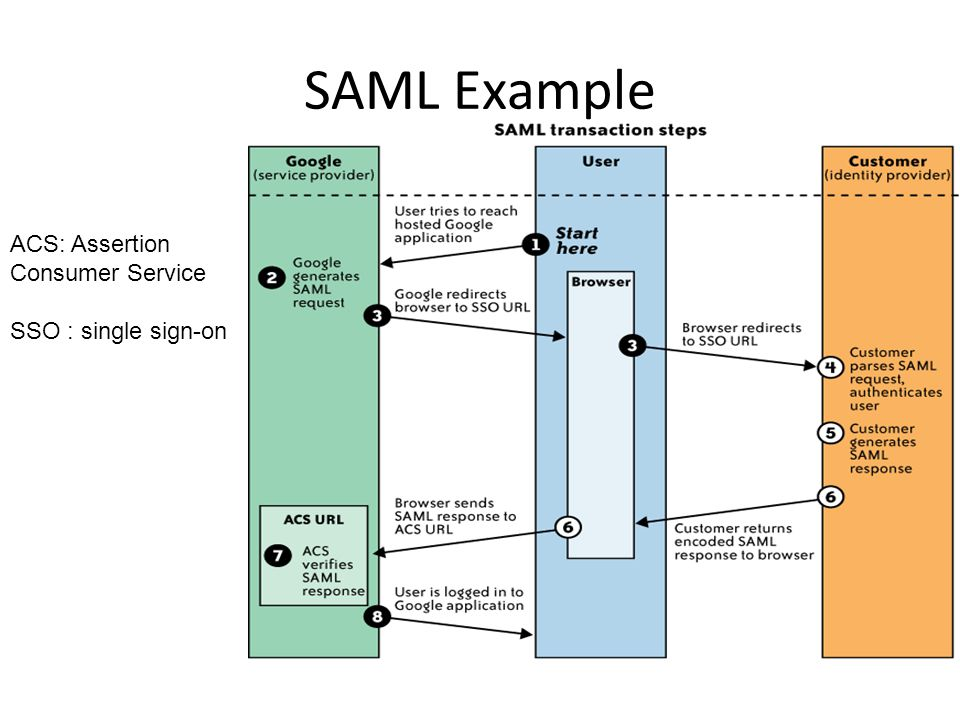 SAML Example
SAML transaction steps
Google
(service provider)
User
Customer
(identity provider)
ACS: Assertion
Consumer Service
SSO : single sign-on
User tries to reach
hosted Google
application
1
Start
here
2
Google
generates
SAML
request
3
Google redirects
browser to SSO URL
Browser
3
Browser redirects
to SSO URL
4
Customer
parses SAML
request,
authenticates
user
5
Customer
generates
SAML
response
6
Customer returns
encoded SAML
response to browser
6
Browser sends
SAML response to
ACS URL
ACS URL
7
ACS
verifies
SAML
response
8
User is logged in to
Google application